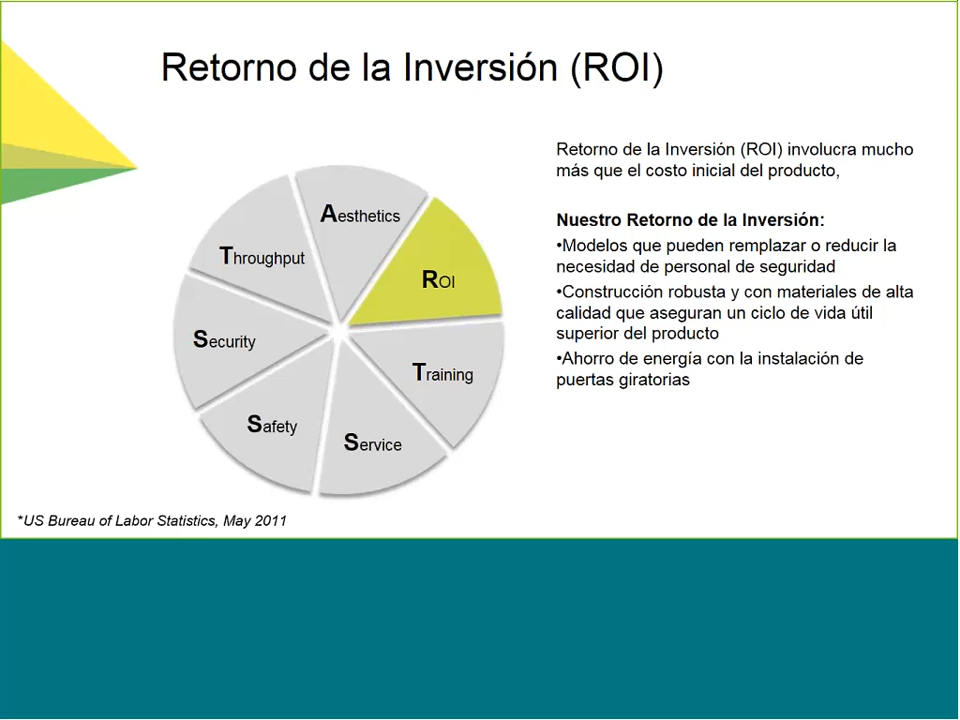 Retorno de la Inversión (ROI)
Aesthetics
ROI
Throughput
Security
Training
Safety
Service
Retorno de la Inversión (ROI) involucra mucho
más que el costo inicial del producto,
Nuestro Retorno de la Inversión:
•Modelos que pueden remplazar o reducir la
necesidad de personal de seguridad
•Construcción robusta y con materiales de alta
calidad que aseguran un ciclo de vida útil
superior del producto
•Ahorro de energía con la instalación de
puertas giratorias
*US Bureau of Labor Statistics, May 2011